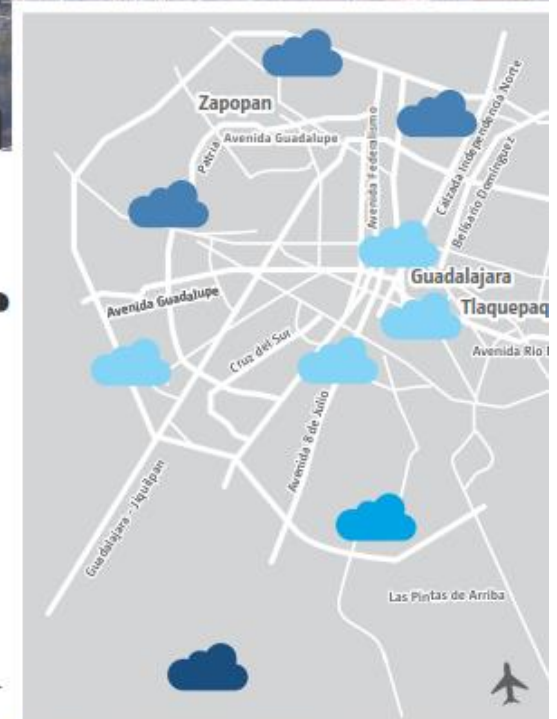 Zapopan
Avenida Guadalupe
Patria
Avenida Federalismo
Calzada Independencia Norte
Belisario Domínguez
Guadalajara
Tlaquepaq
Avenida Guadalupe
Cruz del Sur
Avenida Rio
Avenida 8 de Julio
Guadalajara - Jiquilpan
Las Pintas de Arriba